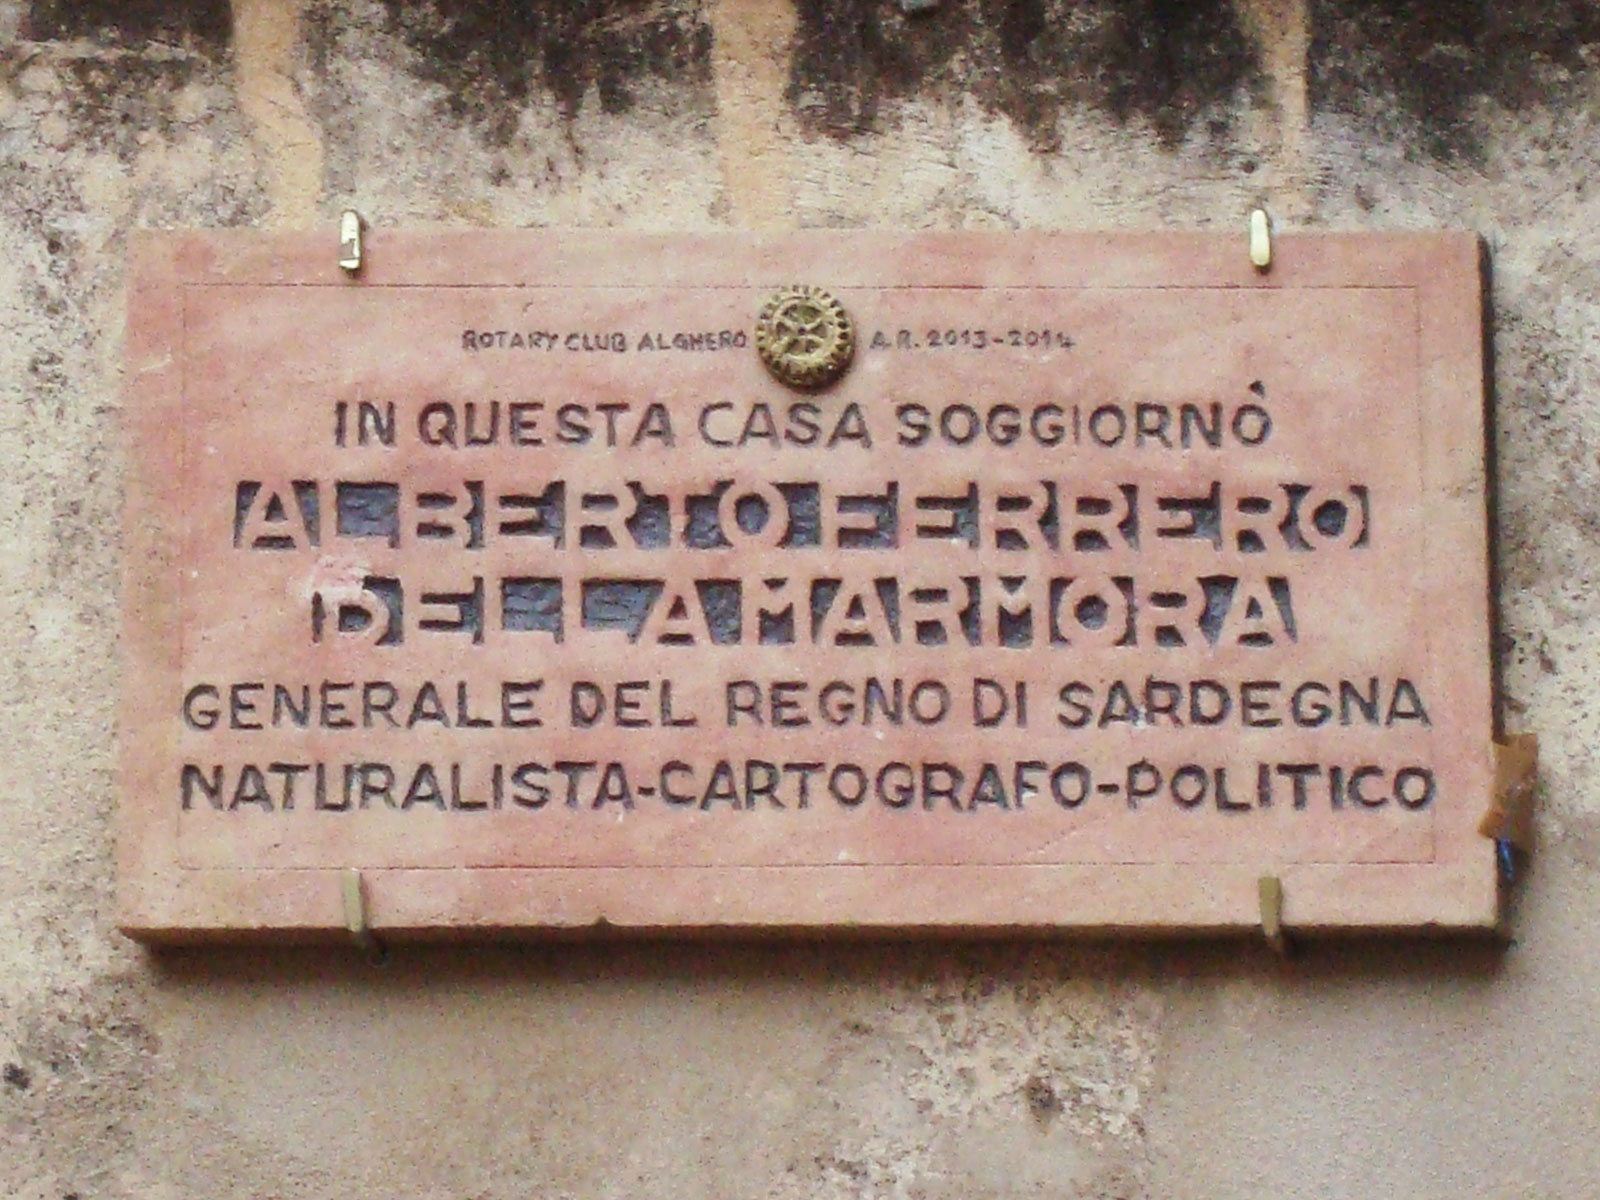 ROTARY CLUB ALGHERO A.R. 2013-2014
IN QUESTA CASA SOGGIORNÒ
ALBERTO FERRERO
DELLA MARMORA
GENERALE DEL REGNO DI SARDEGNA
NATURALISTA-CARTOGRAFO-POLITICO